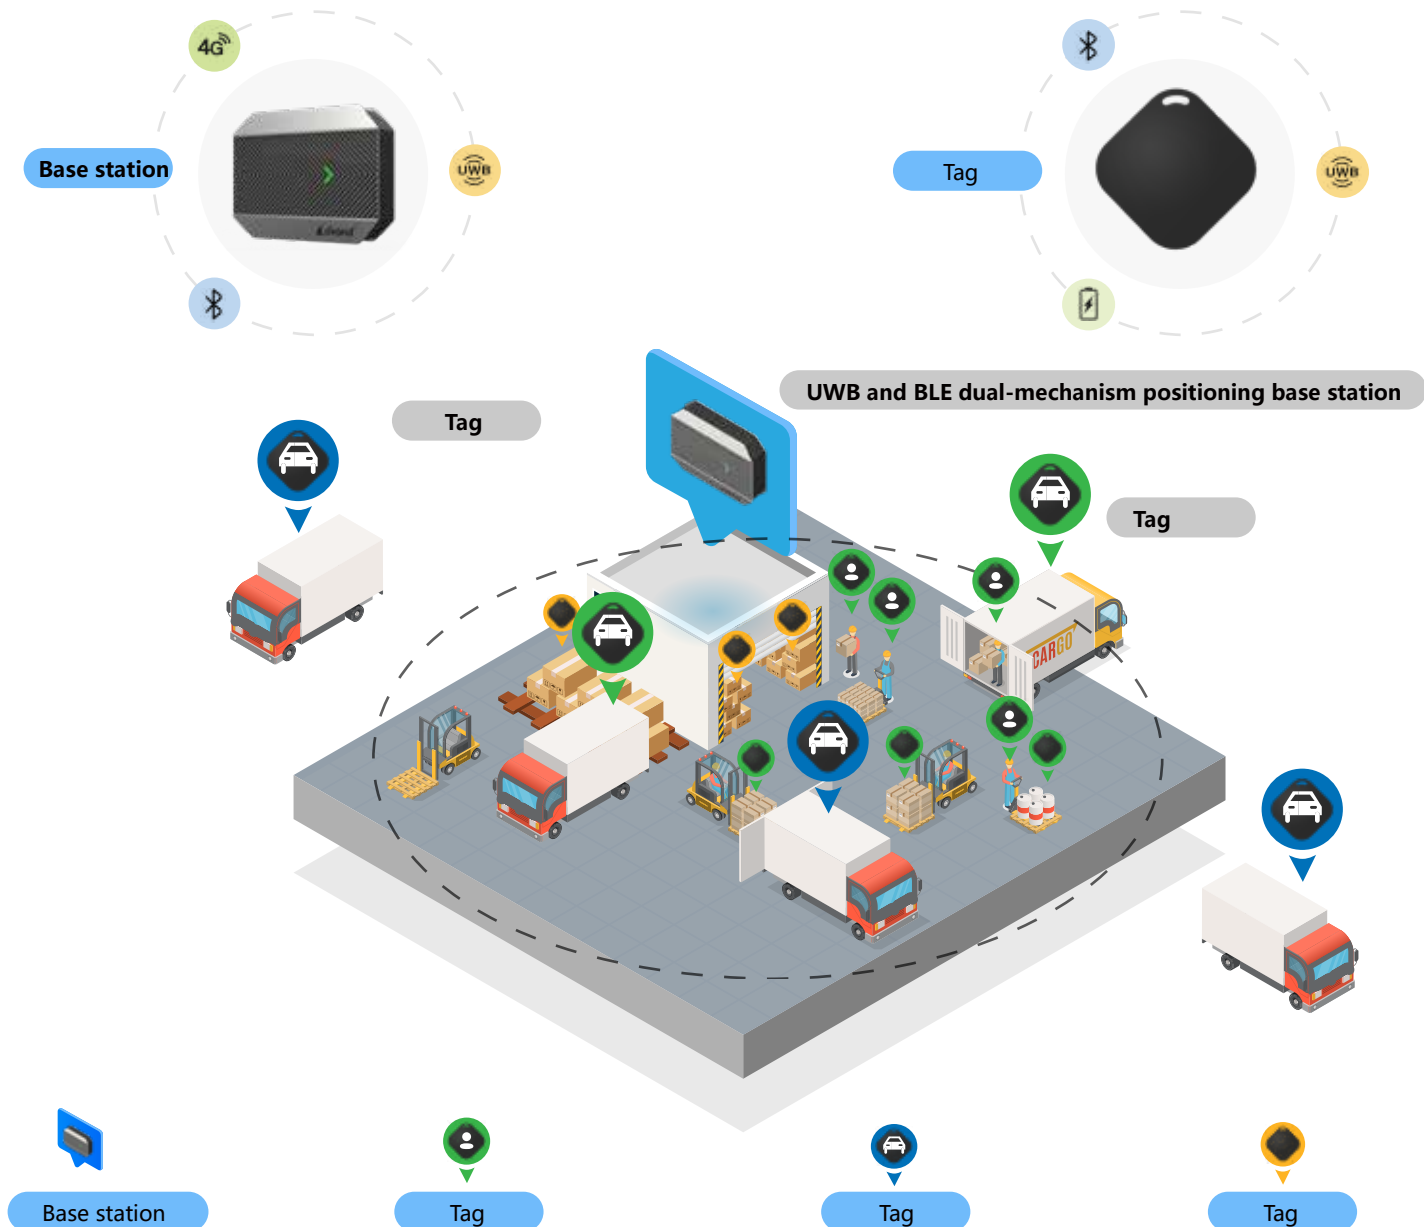 4G
Base station
UWB
Tag
UWB
UWB and BLE dual-mechanism positioning base station
Tag
Tag
CARGO
Base station
Tag
Tag
Tag